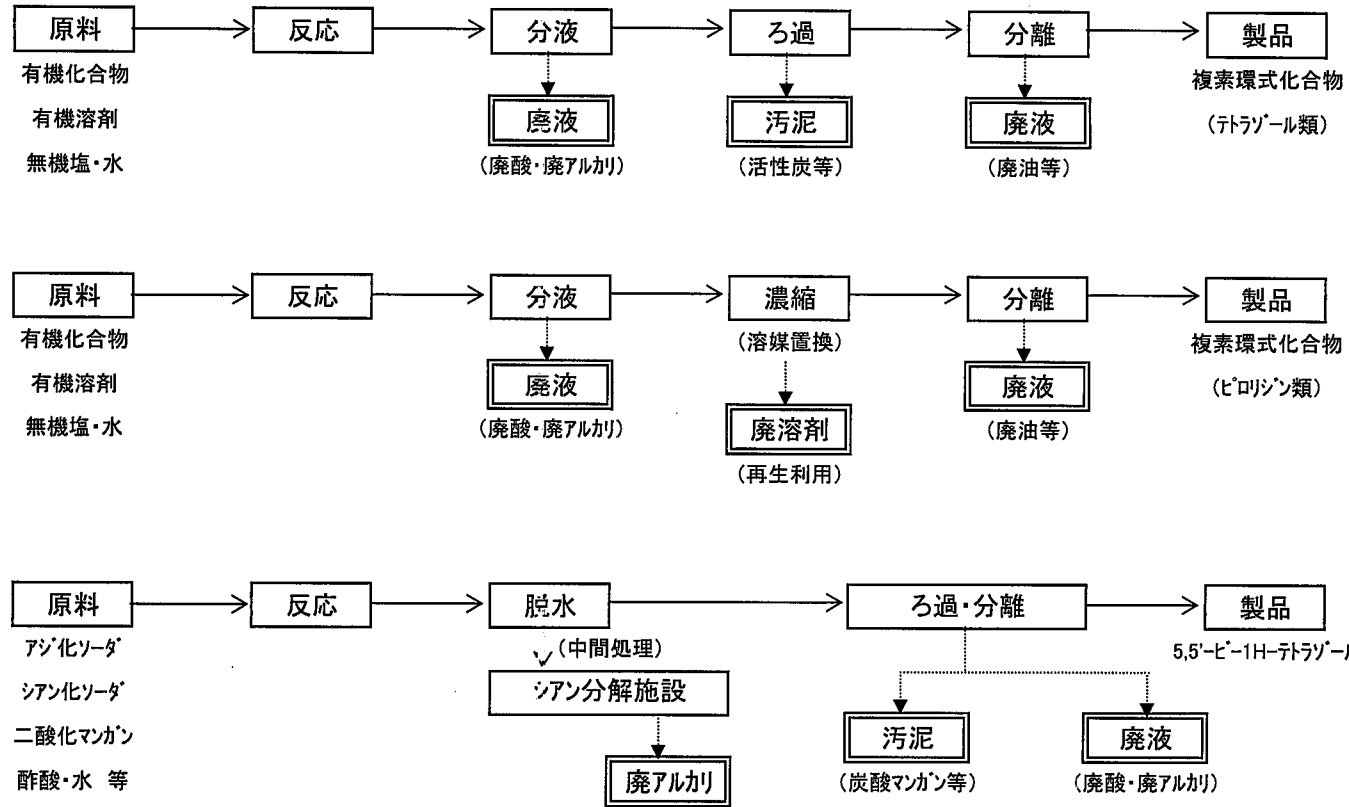 原料 反応 分液 ろ過 分離 製品
有機化合物 複素環式化合物
廃液 汚泥 廃液
有機溶剤 (テトラゾール類)
無機塩・水 (廃酸・廃アルカリ) (活性炭等) (廃油等)
原料 反応 分液 濃縮 分離 製品
有機化合物 (溶媒置換) 複素環式化合物
有機溶剤 廃液 廃液 (ピロリジン類)
無機塩・水 (廃酸・廃アルカリ) 廃溶剤 (廃油等)
(再生利用)
原料 反応 脱水 ろ過・分離 製品
アジ化ソーダ (中間処理) 5,5'-ビ-1H-テトラゾール
シアン化ソーダ シアン分解施設
二酸化マンガン 汚泥 廃液
酢酸・水 等 廃アルカリ (炭酸マンガン等) (廃酸・廃アルカリ)